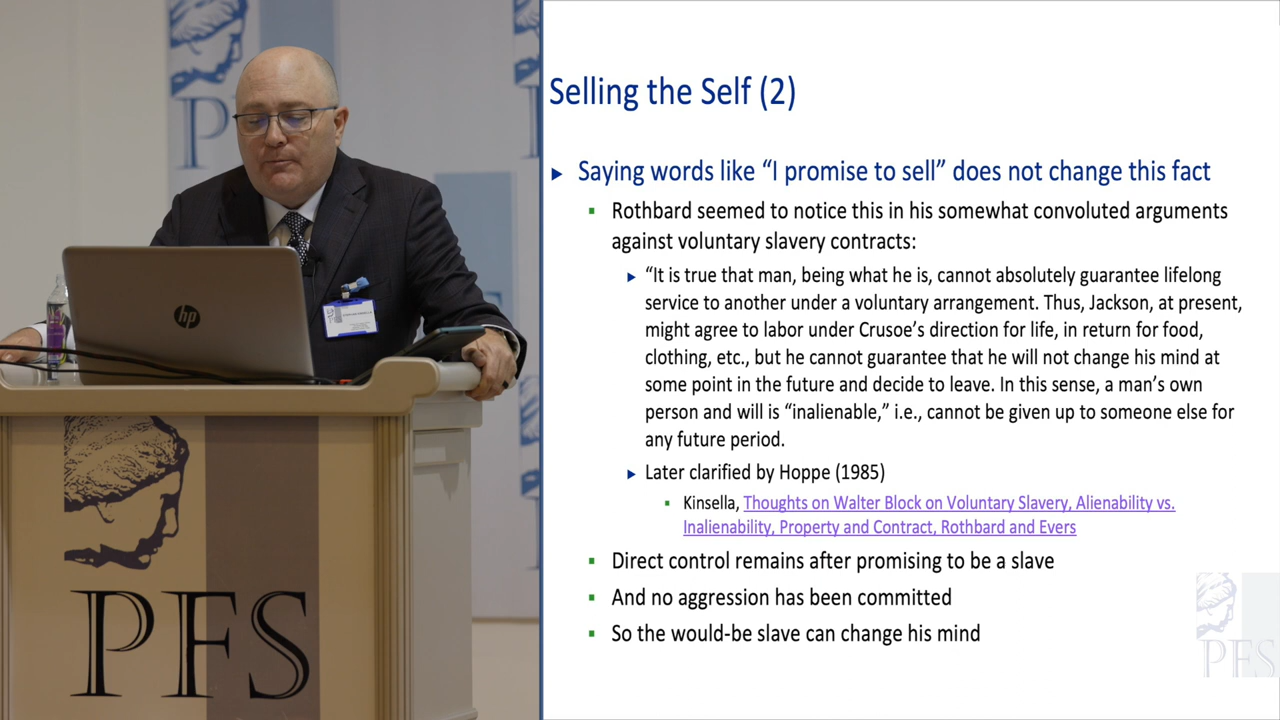 P
PFS
hp
PFS
Selling the Self (2)
Saying words like “I promise to sell” does not change this fact
Rothbard seemed to notice this in his somewhat convoluted arguments
against voluntary slavery contracts:
“It is true that man, being what he is, cannot absolutely guarantee lifelong
service to another under a voluntary arrangement. Thus, Jackson, at present,
might agree to labor under Crusoe’s direction for life, in return for food,
clothing, etc., but he cannot guarantee that he will not change his mind at
some point in the future and decide to leave. In this sense, a man’s own
person and will is “inalienable,” i.e., cannot be given up to someone else for
any future period.
Later clarified by Hoppe (1985)
Kinsella, Thoughts on Walter Block on Voluntary Slavery, Alienability vs.
Inalienability, Property and Contract, Rothbard and Evers
Direct control remains after promising to be a slave
And no aggression has been committed
So the would-be slave can change his mind
PFS